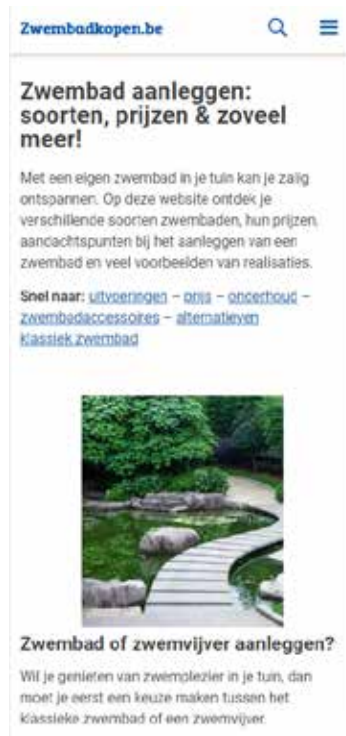 Zwembadkopen.be
Zwembad aanleggen:
soorten, prijzen & zoveel
meer!
Met een eigen zwembad in je tuin kan je zalig
ontspannen. Op deze website ontdek je
verschillende soorten zwembaden, hun prijzen,
aandachtspunten bij het aanleggen van een
zwembad en veel voorbeelden van realisaties.
Snel naar: uitvoeringen – prijs – onderhoud –
zwembadaccessoires – alternatieven
klassiek zwembad
Zwembad of zwemvijver aanleggen?
Wil je genieten van zwemplezier in je tuin, dan
moet je eerst een keuze maken tussen het
klassieke zwembad of een zwemvijver.